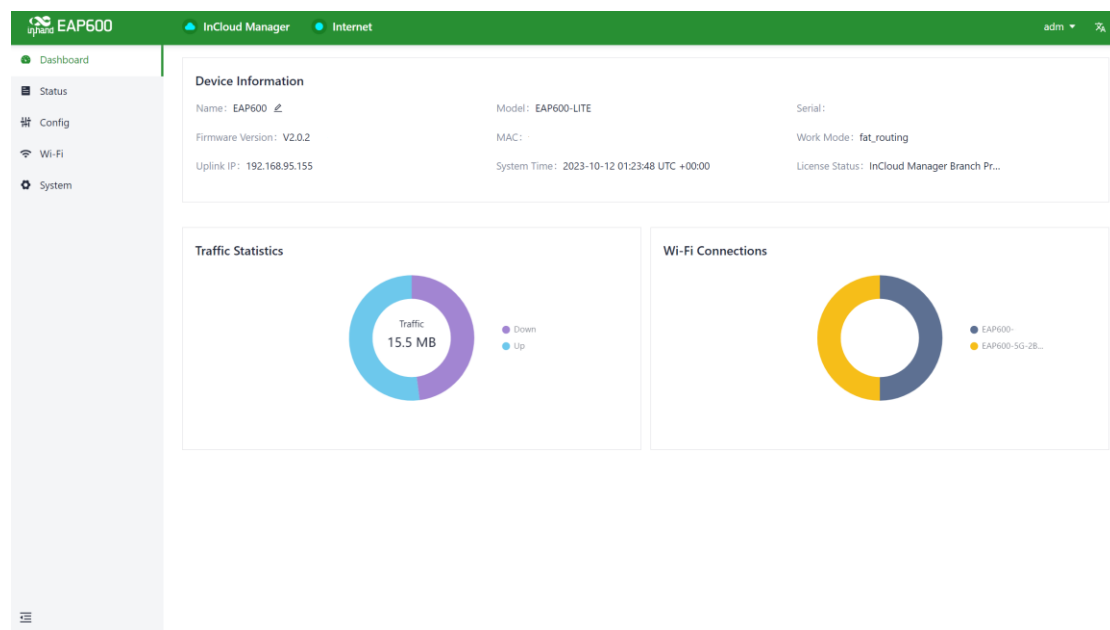 inhand EAP600 InCloud Manager Internet adm
Dashboard
Status
Config
Wi-Fi
System
Device Information
Name: EAP600 Model: EAP600-LITE Serial:
Firmware Version: V2.0.2 MAC: Work Mode: fat_routing
Uplink IP: 192.168.95.155 System Time: 2023-10-12 01:23:48 UTC +00:00 License Status: InCloud Manager Branch Pr...
Traffic Statistics
Traffic
15.5 MB
Down
Up
Wi-Fi Connections
EAP600-
EAP600-5G-2B...